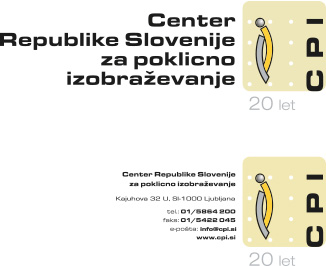 Center
Republike Slovenije
za poklicno
izobraževanje
CPI
20 let
Center Republike Slovenije
za poklicno izobraževanje
Kajuhova 32 U, SI-1000 Ljubljana
tel.: 01/5864 200
faks: 01/5422 045
e-pošta: info@cpi.si
www.cpi.si
CPI
20 let